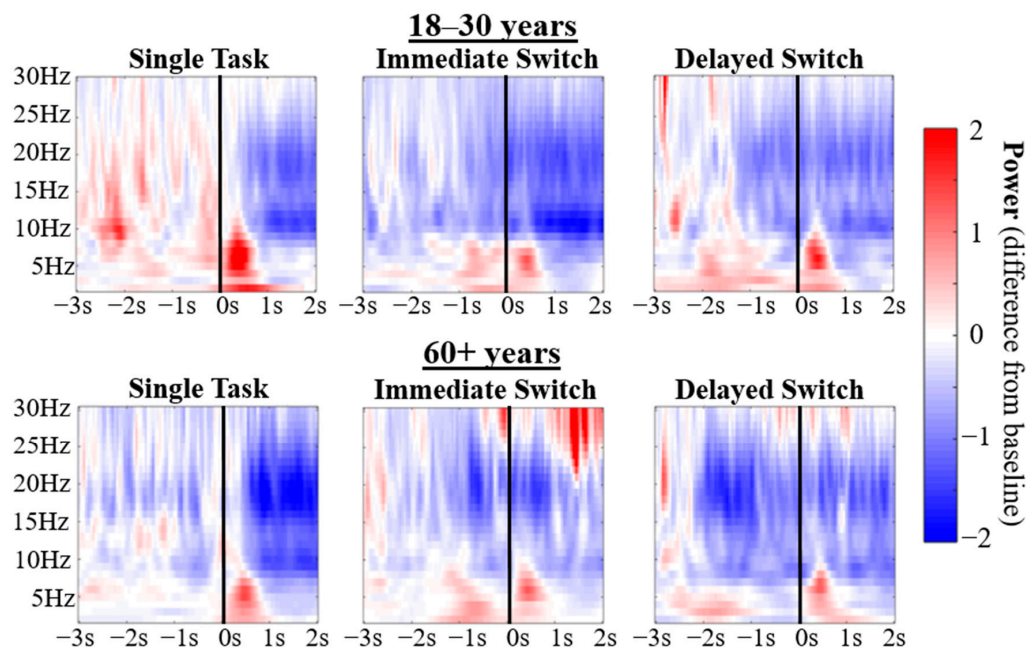 18–30 years
Single Task
Immediate Switch
Delayed Switch
30Hz
25Hz
20Hz
15Hz
10Hz
5Hz
−3s −2s −1s 0s 1s 2s
−3s −2s −1s 0s 1s 2s
−3s −2s −1s 0s 1s 2s
60+ years
Single Task
Immediate Switch
Delayed Switch
30Hz
25Hz
20Hz
15Hz
10Hz
5Hz
−3s −2s −1s 0s 1s 2s
−3s −2s −1s 0s 1s 2s
−3s −2s −1s 0s 1s 2s
2
1
0
−1
−2
Power (difference from baseline)